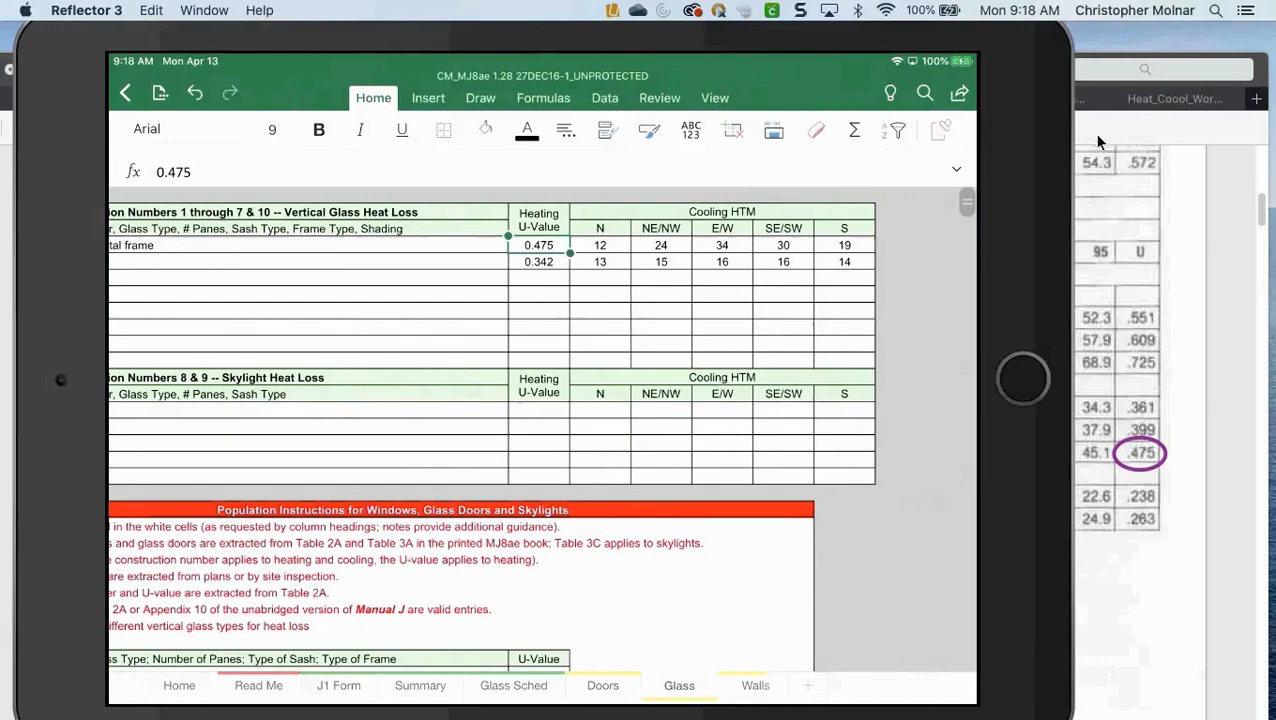 Reflector 3 Edit Window Help 100% Mon 9:18 AM Christopher Molnar
9:18 AM Mon Apr 13 100%
CM_MJ8ae 1.28 27DEC16-1_UNPROTECTED
Home Insert Draw Formulas Data Review View
Heat_Coool_Wor...
Arial 9 B I U A ABC 123
fx 0.475
54.3 .572
ion Numbers 1 through 7 & 10 -- Vertical Glass Heat Loss Heating U-Value Cooling HTM
r, Glass Type, # Panes, Sash Type, Frame Type, Shading N NE/NW E/W SE/SW S
tal frame 0.475 12 24 34 30 19
0.342 13 15 16 16 14
95 U
52.3 .551
57.9 .609
68.9 .725
ion Numbers 8 & 9 -- Skylight Heat Loss Heating U-Value Cooling HTM
r, Glass Type, # Panes, Sash Type N NE/NW E/W SE/SW S
34.3 .361
37.9 .399
45.1 .475
22.6 .238
24.9 .263
Population Instructions for Windows, Glass Doors and Skylights
d in the white cells (as requested by column headings; notes provide additional guidance).
s and glass doors are extracted from Table 2A and Table 3A in the printed MJ8ae book; Table 3C applies to skylights.
e construction number applies to heating and cooling, the U-value applies to heating).
are extracted from plans or by site inspection.
er and U-value are extracted from Table 2A.
2A or Appendix 10 of the unabridged version of Manual J are valid entries.
ifferent vertical glass types for heat loss
ss Type; Number of Panes; Type of Sash; Type of Frame U-Value
Home Read Me J1 Form Summary Glass Sched Doors Glass Walls